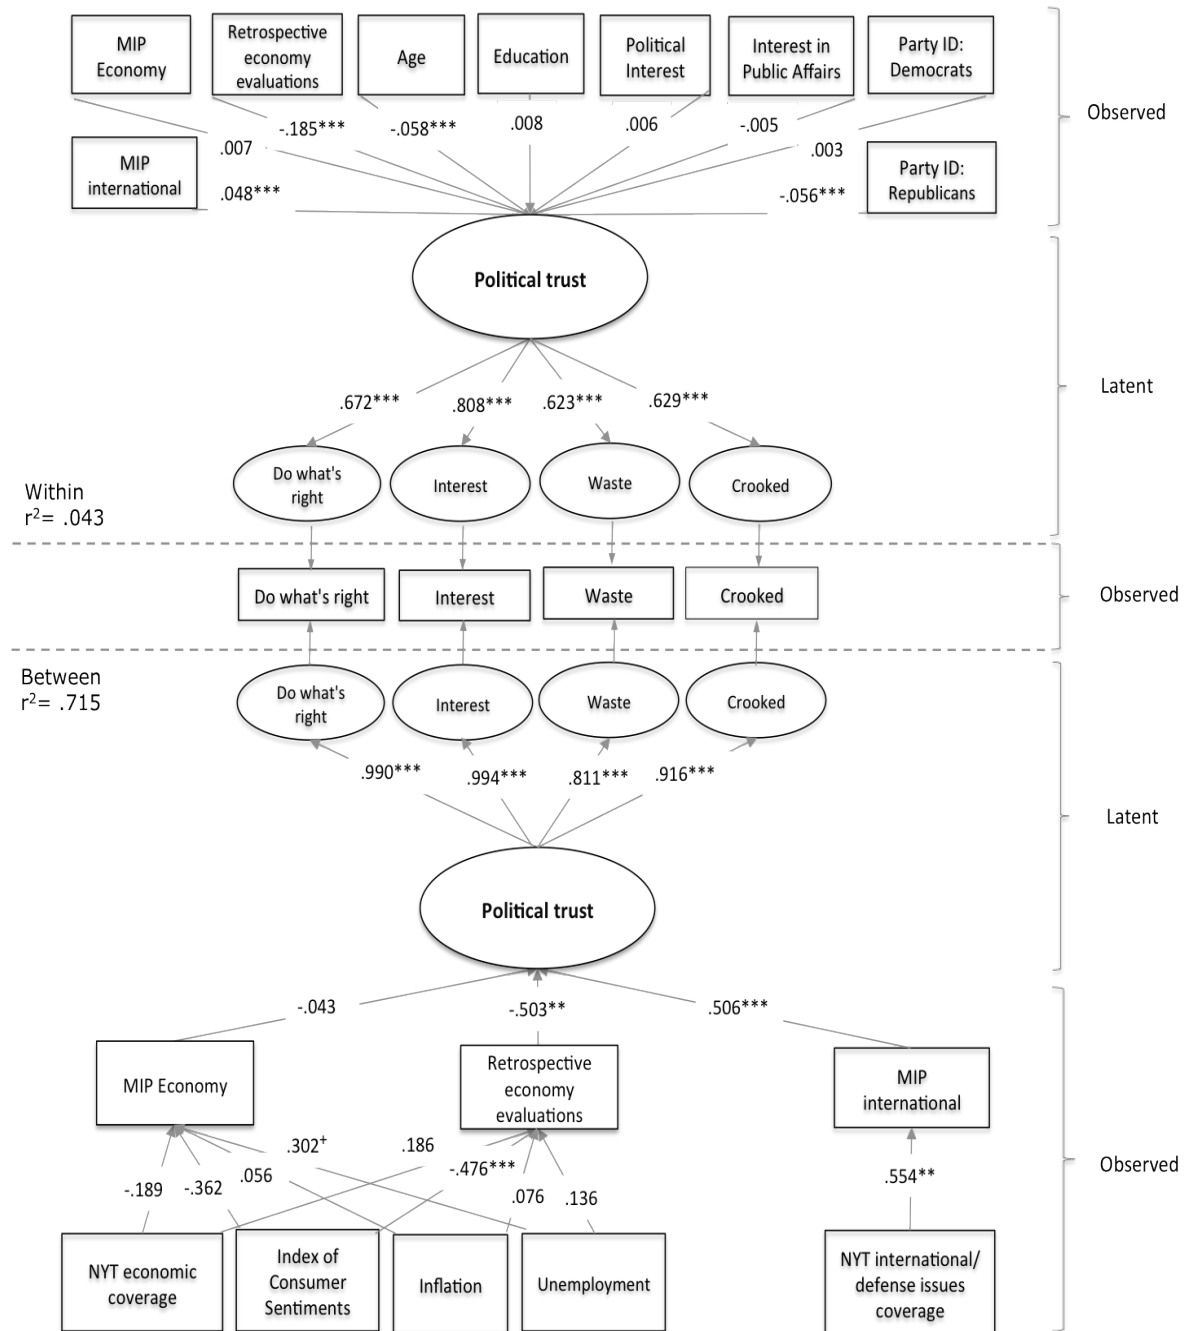 MIP
Economy
Retrospective
economy
evaluations
Age
Education
Political
Interest
Interest in
Public Affairs
Party ID:
Democrats
Observed
.007
-.185***
-.058***
.008
.006
-.005
.003
MIP
international
.048***
-.056***
Party ID:
Republicans
Political trust
Latent
.672***
.808***
.623***
.629***
Do what's
right
Interest
Waste
Crooked
Within
r²= .043
Do what's right
Interest
Waste
Crooked
Observed
Between
r²= .715
Do what's
right
Interest
Waste
Crooked
.990***
.994***
.811***
.916***
Latent
Political trust
-.043
-.503**
.506***
MIP Economy
Retrospective
economy
evaluations
MIP
international
Observed
-.189
-.362
.056
.302⁺
.186
-.476***
.076
.136
.554**
NYT economic
coverage
Index of
Consumer
Sentiments
Inflation
Unemployment
NYT international/
defense issues
coverage